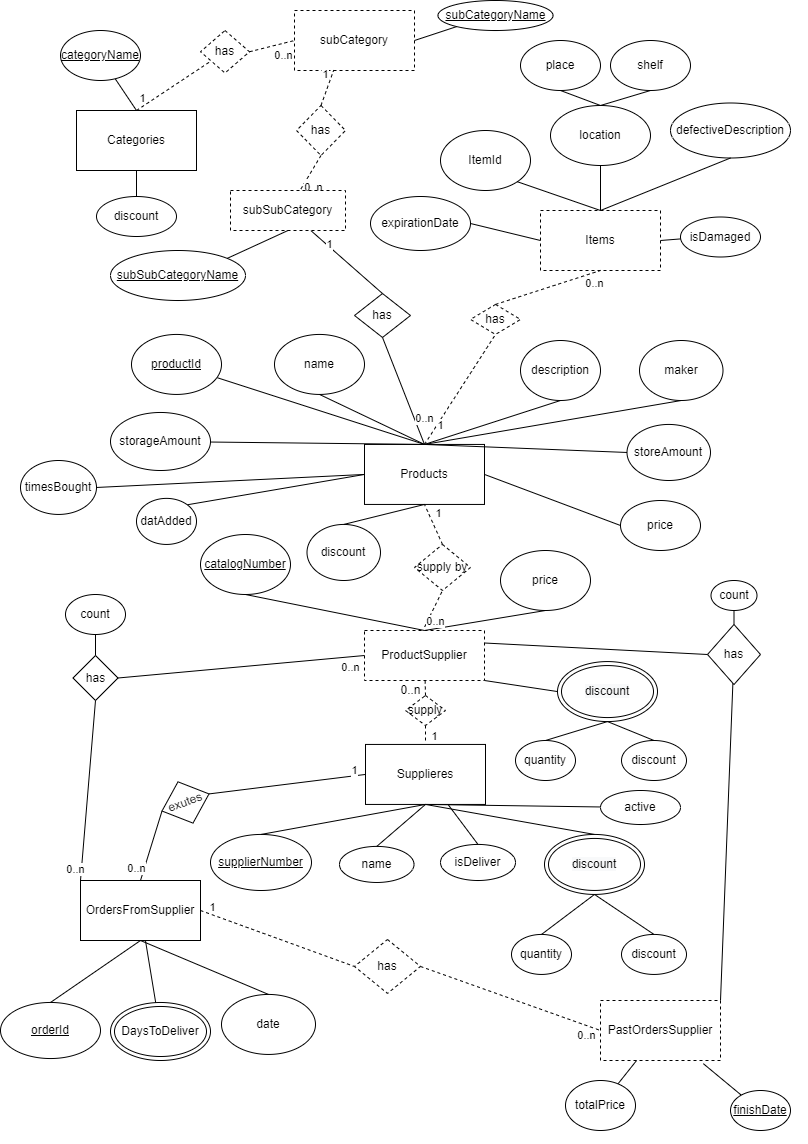 subCategoryName
subCategory
has
categoryName
0..n
1
1
place
shelf
Categories
has
location
defectiveDescription
ItemId
0..n
discount
subSubCategory
expirationDate
Items
isDamaged
1
subSubCategoryName
0..n
has
has
productId
name
description
maker
0..n
1
storageAmount
storeAmount
Products
timesBought
datAdded
1
price
discount
catalogNumber
supply by
price
count
count
0..n
ProductSupplier
has
0..n
has
0..n
discount
supply
1
quantity
discount
1
Supplieres
exutes
active
supplierNumber
name
isDeliver
discount
0..n
0..n
OrdersFromSupplier
1
quantity
discount
has
orderId
DaysToDeliver
date
0..n
PastOrdersSupplier
totalPrice
finishDate